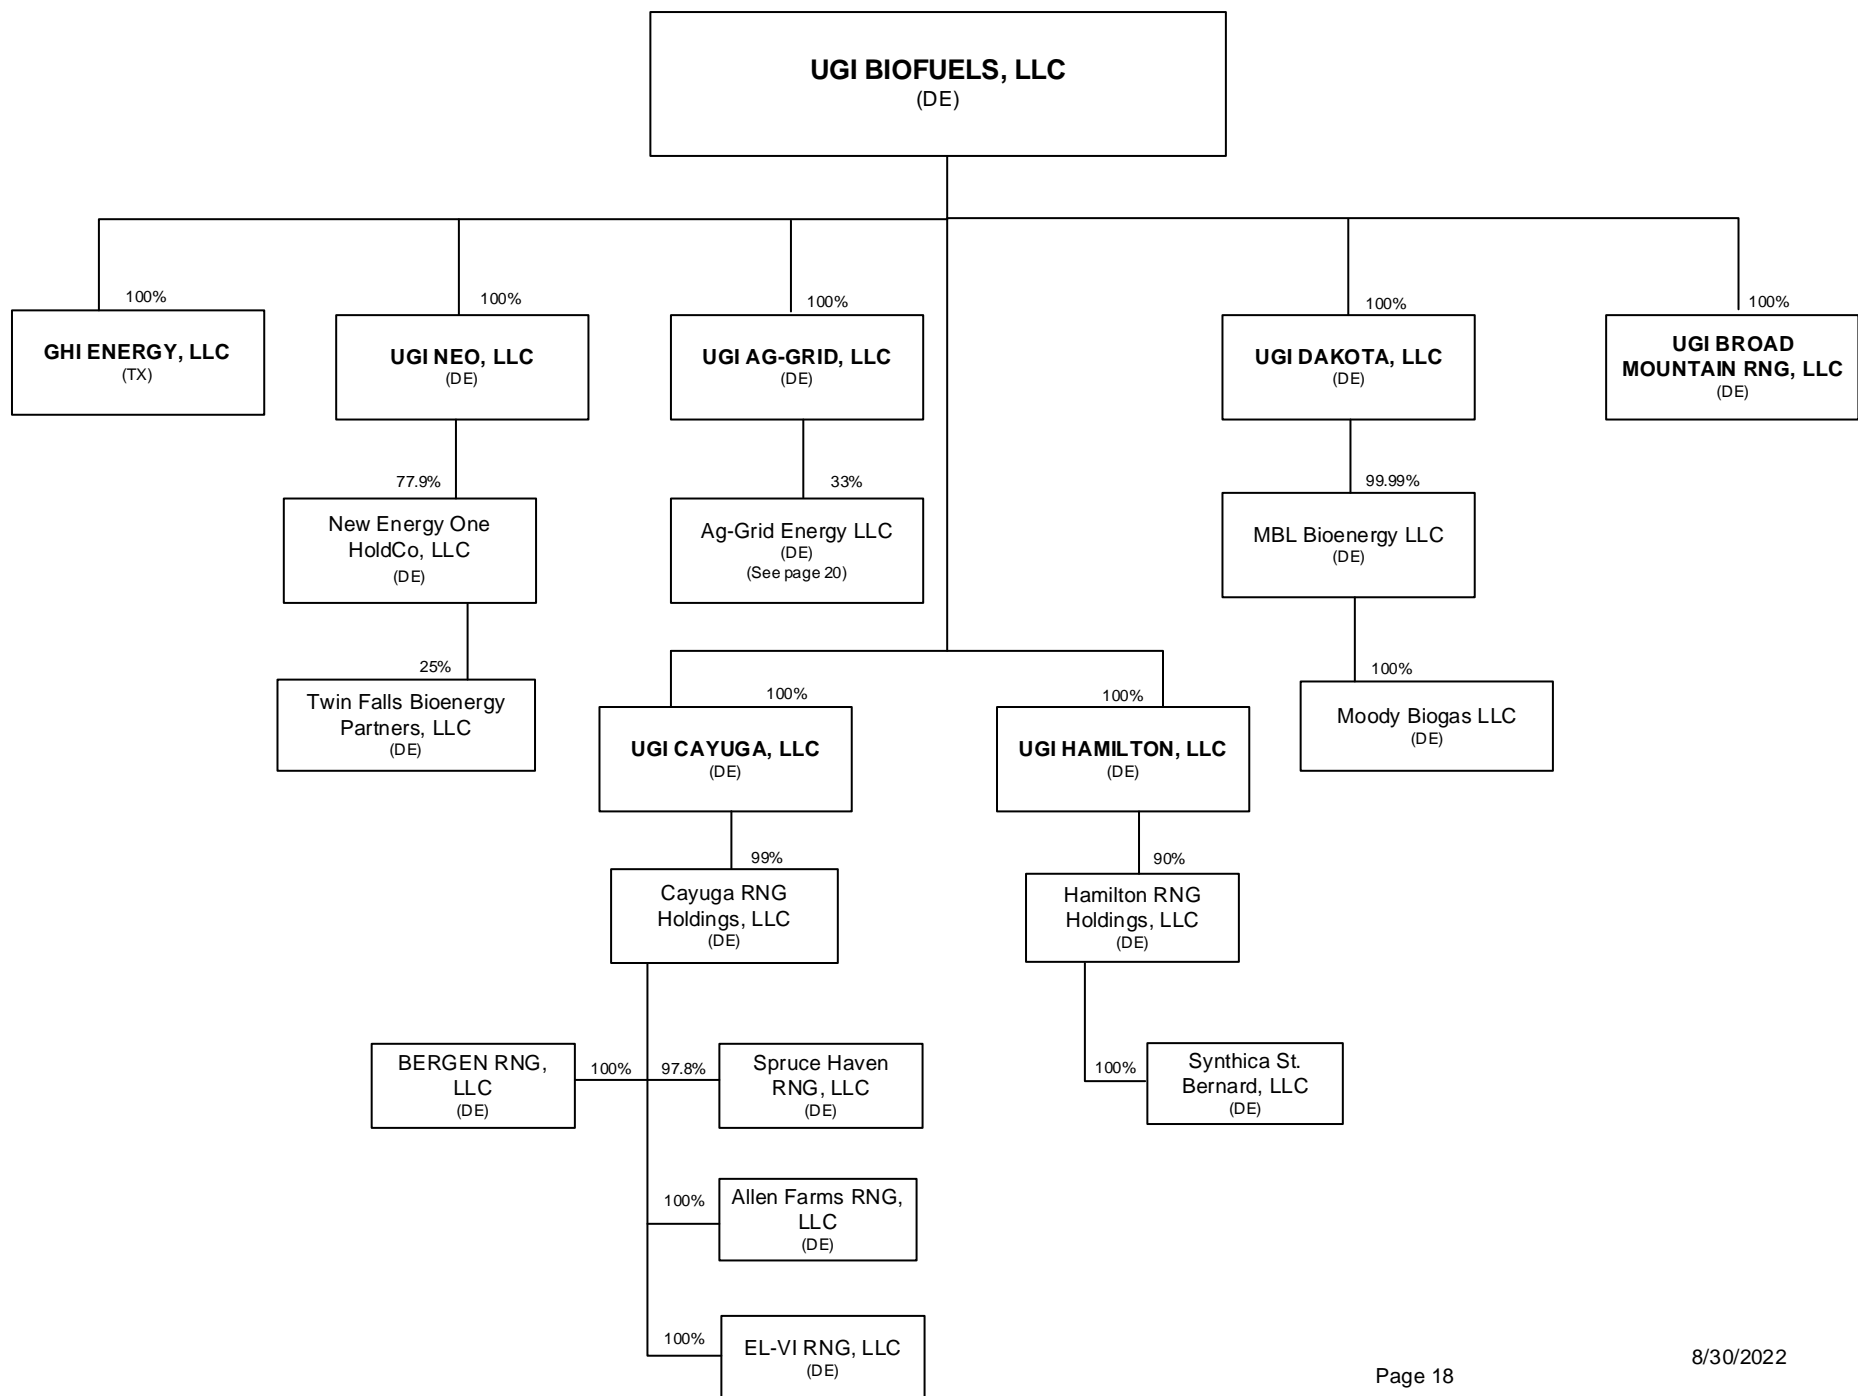 UGI BIOFUELS, LLC
(DE)
100%
GHI ENERGY, LLC
(TX)
100%
UGI NEO, LLC
(DE)
100%
UGI AG-GRID, LLC
(DE)
100%
UGI DAKOTA, LLC
(DE)
100%
UGI BROAD
MOUNTAIN RNG, LLC
(DE)
77.9%
New Energy One
HoldCo, LLC
(DE)
33%
Ag-Grid Energy LLC
(DE)
(See page 20)
99.99%
MBL Bioenergy LLC
(DE)
25%
Twin Falls Bioenergy
Partners, LLC
(DE)
100%
UGI CAYUGA, LLC
(DE)
100%
UGI HAMILTON, LLC
(DE)
100%
Moody Biogas LLC
(DE)
99%
Cayuga RNG
Holdings, LLC
(DE)
90%
Hamilton RNG
Holdings, LLC
(DE)
BERGEN RNG,
LLC
(DE)
100%
97.8%
Spruce Haven
RNG, LLC
(DE)
100%
Synthica St.
Bernard, LLC
(DE)
100%
Allen Farms RNG,
LLC
(DE)
100%
EL-VI RNG, LLC
(DE)
Page 18
8/30/2022